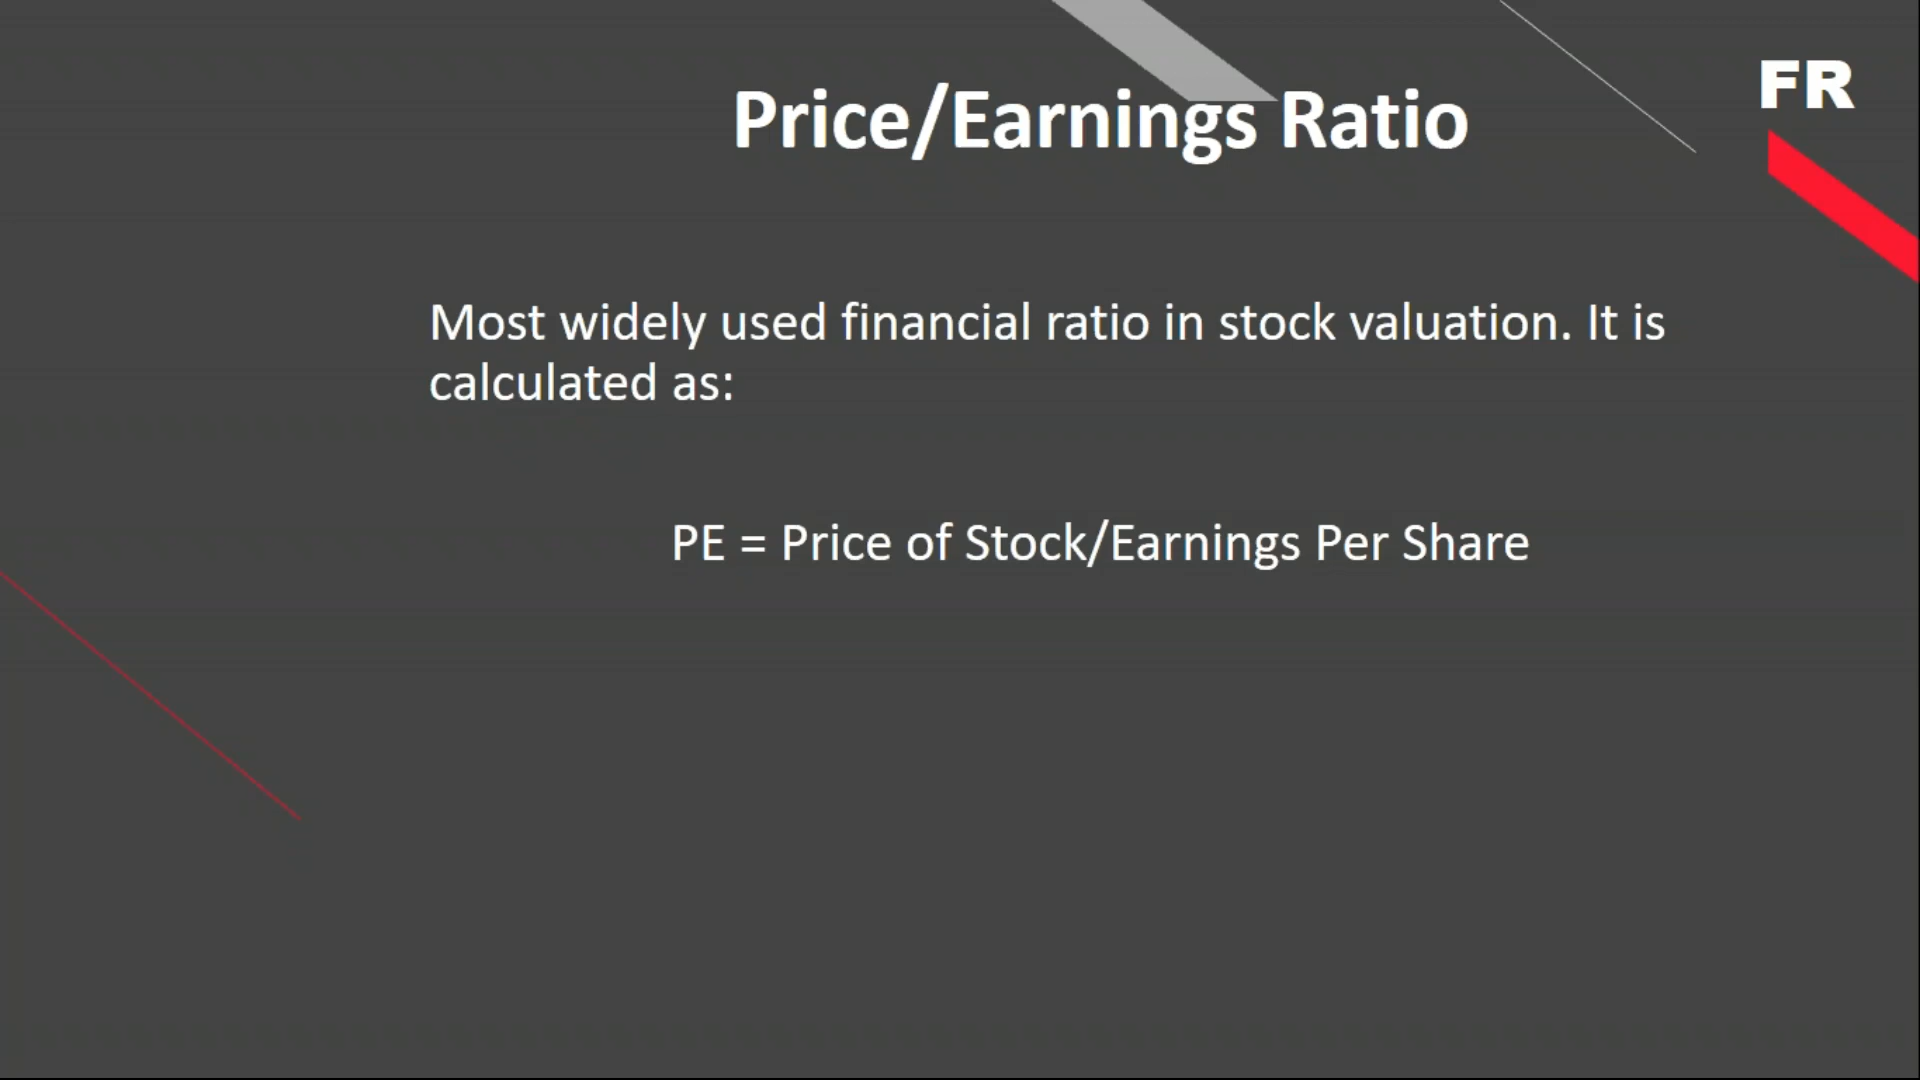 FR
Price/Earnings Ratio
Most widely used financial ratio in stock valuation. It is
calculated as:
PE = Price of Stock/Earnings Per Share